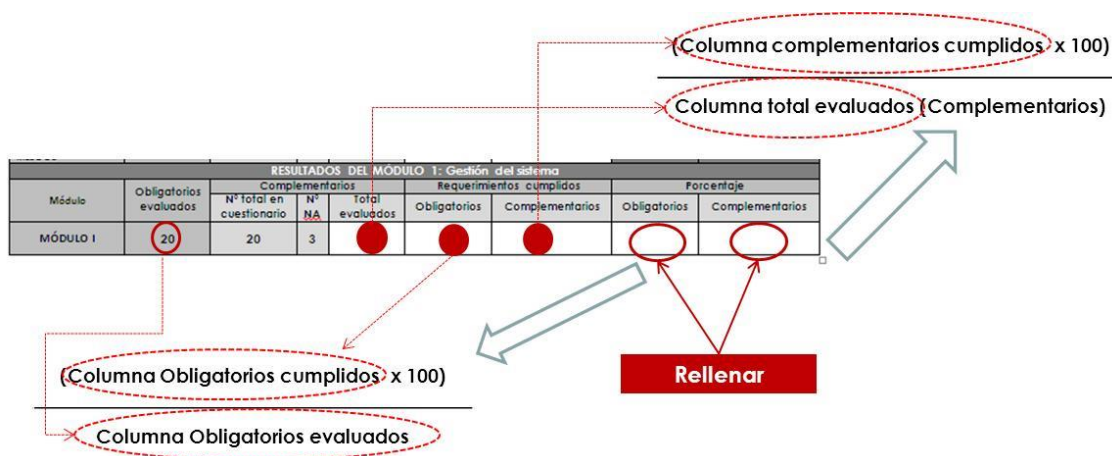 (Columna complementarios cumplidos x 100)
Columna total evaluados (Complementarios)
RESULTADOS DEL MÓDULO 1: Gestión del sistema
Módulo
Obligatorios evaluados
Complementarios
Requerimientos cumplidos
Porcentaje
Nº total en cuestionario
Nº NA
Total evaluados
Obligatorios
Complementarios
Obligatorios
Complementarios
MÓDULO I
20
20
3
(Columna Obligatorios cumplidos x 100)
Columna Obligatorios evaluados
Rellenar